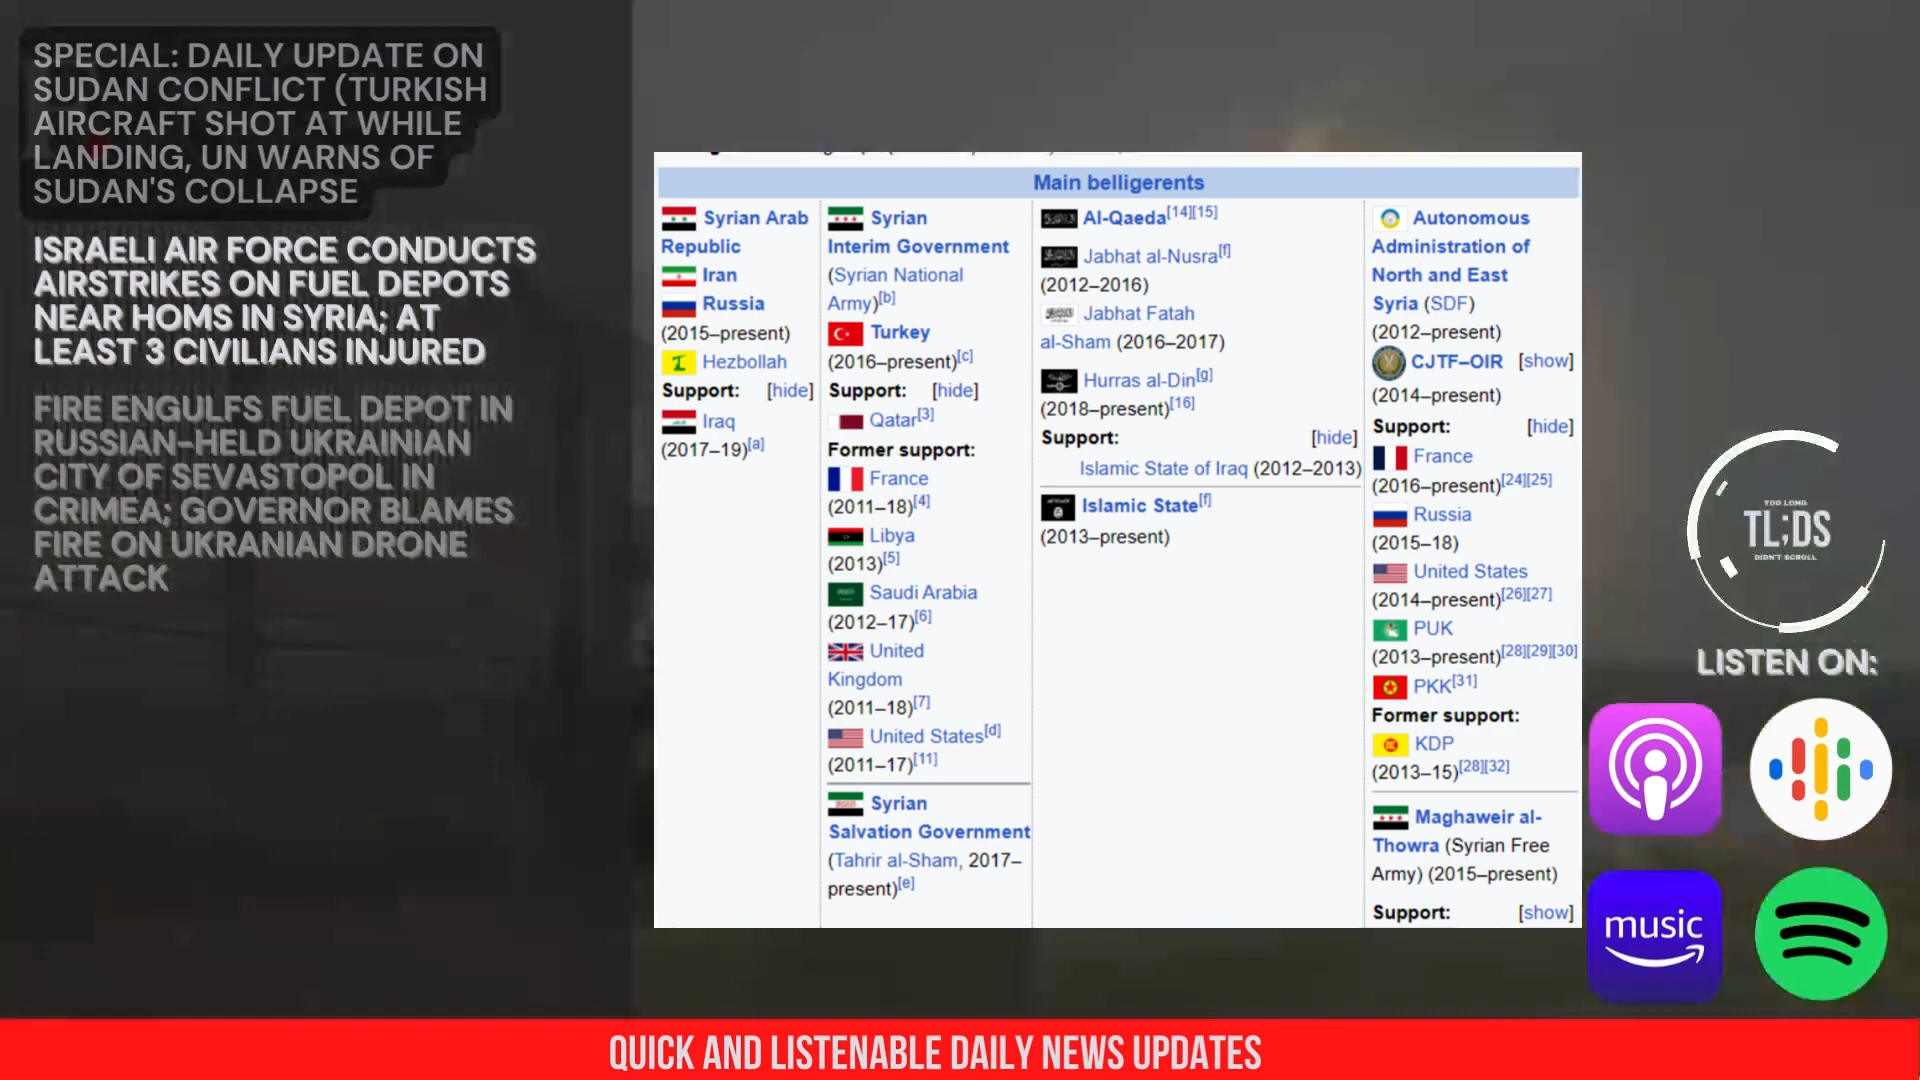 SPECIAL: DAILY UPDATE ON
SUDAN CONFLICT (TURKISH
AIRCRAFT SHOT AT WHILE
LANDING, UN WARNS OF
SUDAN'S COLLAPSE
ISRAELI AIR FORCE CONDUCTS
AIRSTRIKES ON FUEL DEPOTS
NEAR HOMS IN SYRIA; AT
LEAST 3 CIVILIANS INJURED
FIRE ENGULFS FUEL DEPOT IN
RUSSIAN-HELD UKRAINIAN
CITY OF SEVASTOPOL IN
CRIMEA; GOVERNOR BLAMES
FIRE ON UKRANIAN DRONE
ATTACK
Main belligerents
Syrian Arab
Republic
Iran
Russia
(2015–present)
Hezbollah
Support: [hide]
Iraq
(2017–19)[a]
Syrian
Interim Government
(Syrian National
Army)[b]
Turkey
(2016–present)[c]
Support: [hide]
Qatar[3]
Former support:
France
(2011–18)[4]
Libya
(2013)[5]
Saudi Arabia
(2012–17)[6]
United
Kingdom
(2011–18)[7]
United States[d]
(2011–17)[11]
Syrian
Salvation Government
(Tahrir al-Sham, 2017–
present)[e]
Al-Qaeda[14][15]
Jabhat al-Nusra[f]
(2012–2016)
Jabhat Fatah
al-Sham (2016–2017)
Hurras al-Din[g]
(2018–present)[16]
Support: [hide]
Islamic State of Iraq (2012–2013)
Islamic State[f]
(2013–present)
Autonomous
Administration of
North and East
Syria (SDF)
(2012–present)
CJTF–OIR [show]
(2014–present)
Support: [hide]
France
(2016–present)[24][25]
Russia
(2015–18)
United States
(2014–present)[26][27]
PUK
(2013–present)[28][29][30]
PKK[31]
Former support:
KDP
(2013–15)[28][32]
Maghaweir al-
Thowra (Syrian Free
Army) (2015–present)
Support: [show]
TOO LONG
TL;DS
DIDN'T SCROLL
LISTEN ON:
music
QUICK AND LISTENABLE DAILY NEWS UPDATES